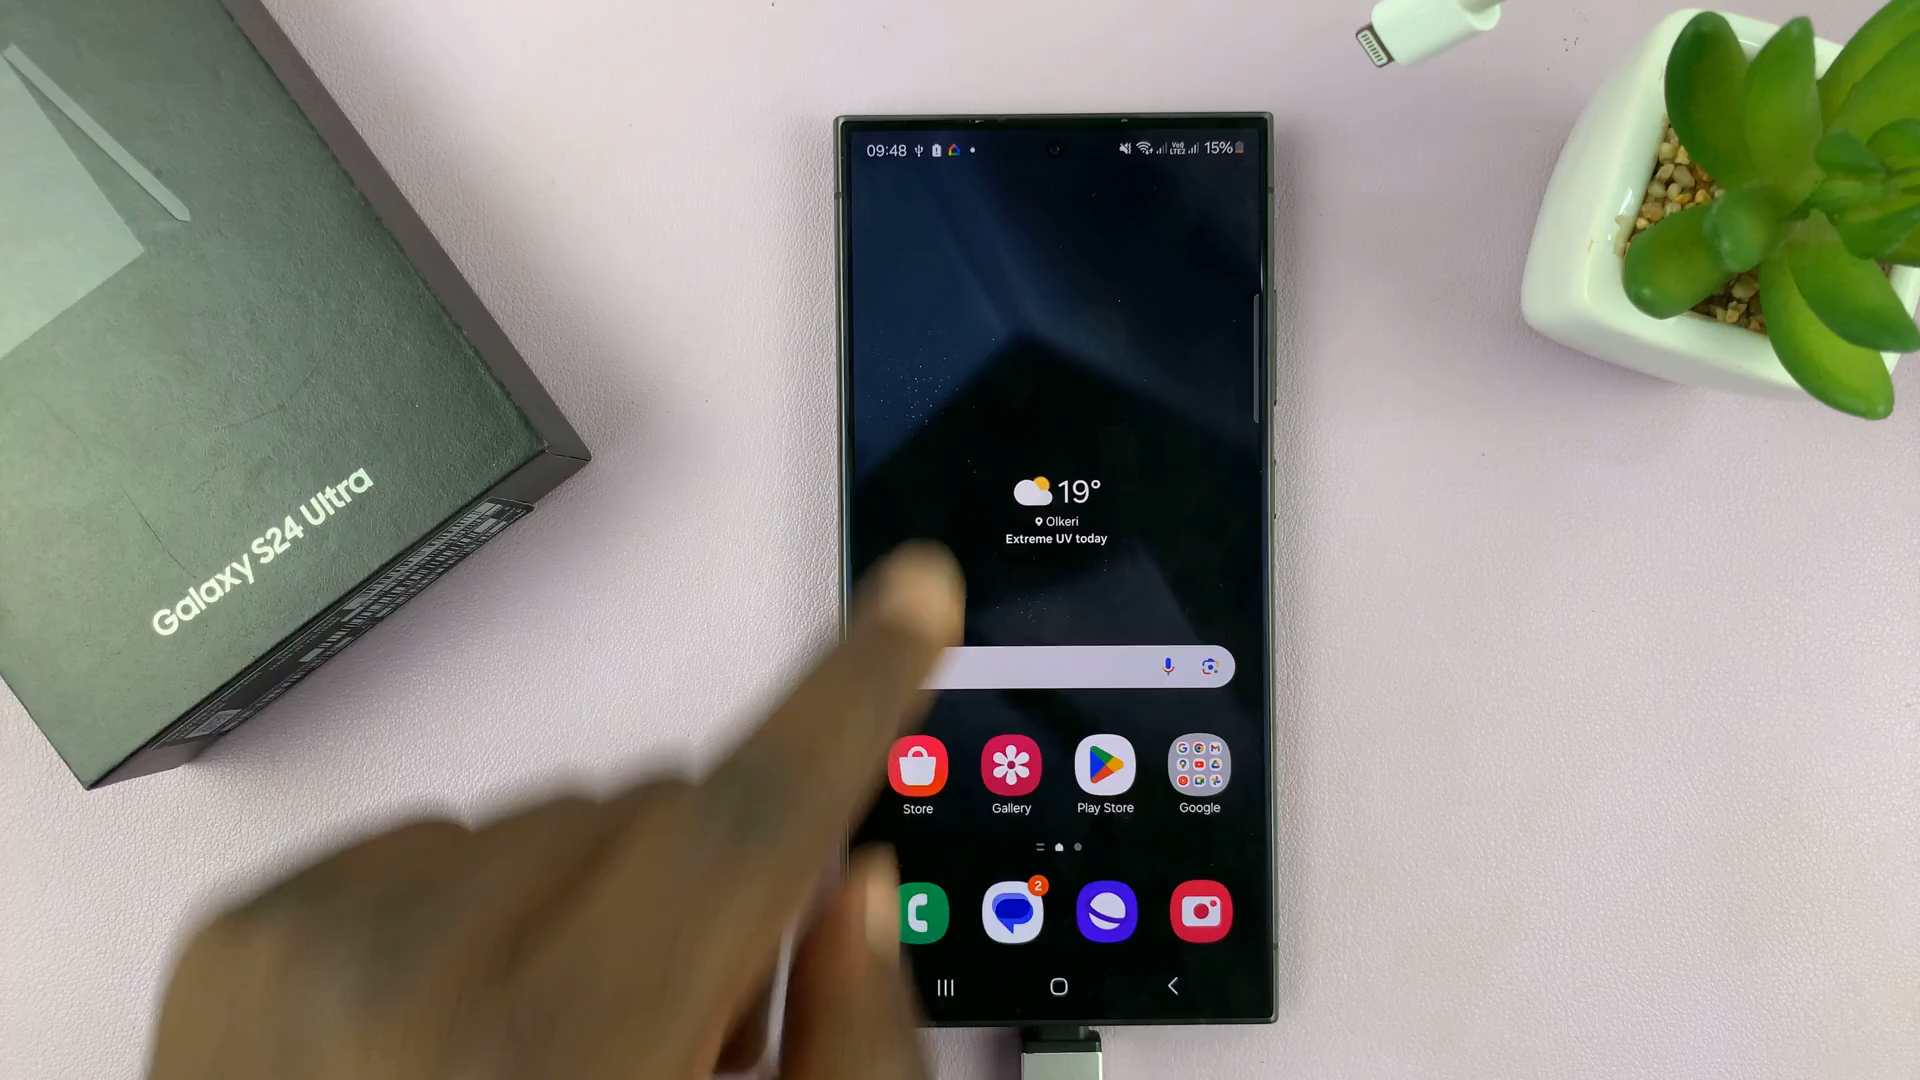 Galaxy S24 Ultra
09:48
15%
19°
Olkeri
Extreme UV today
Store
Gallery
Play Store
Google
2